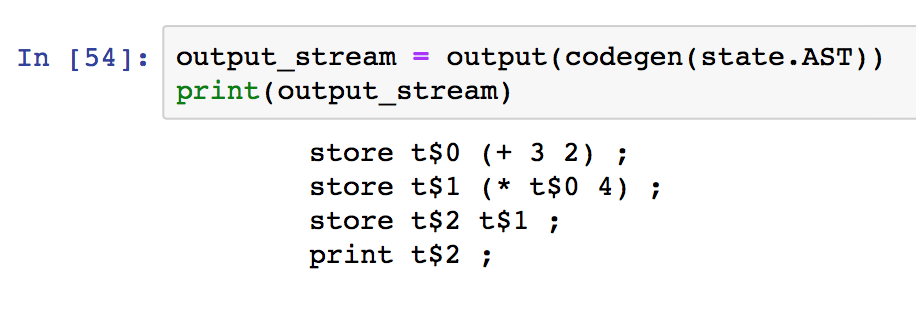 In [54]: output_stream = output(codegen(state.AST))
print(output_stream)
store t$0 (+ 3 2) ;
store t$1 (* t$0 4) ;
store t$2 t$1 ;
print t$2 ;